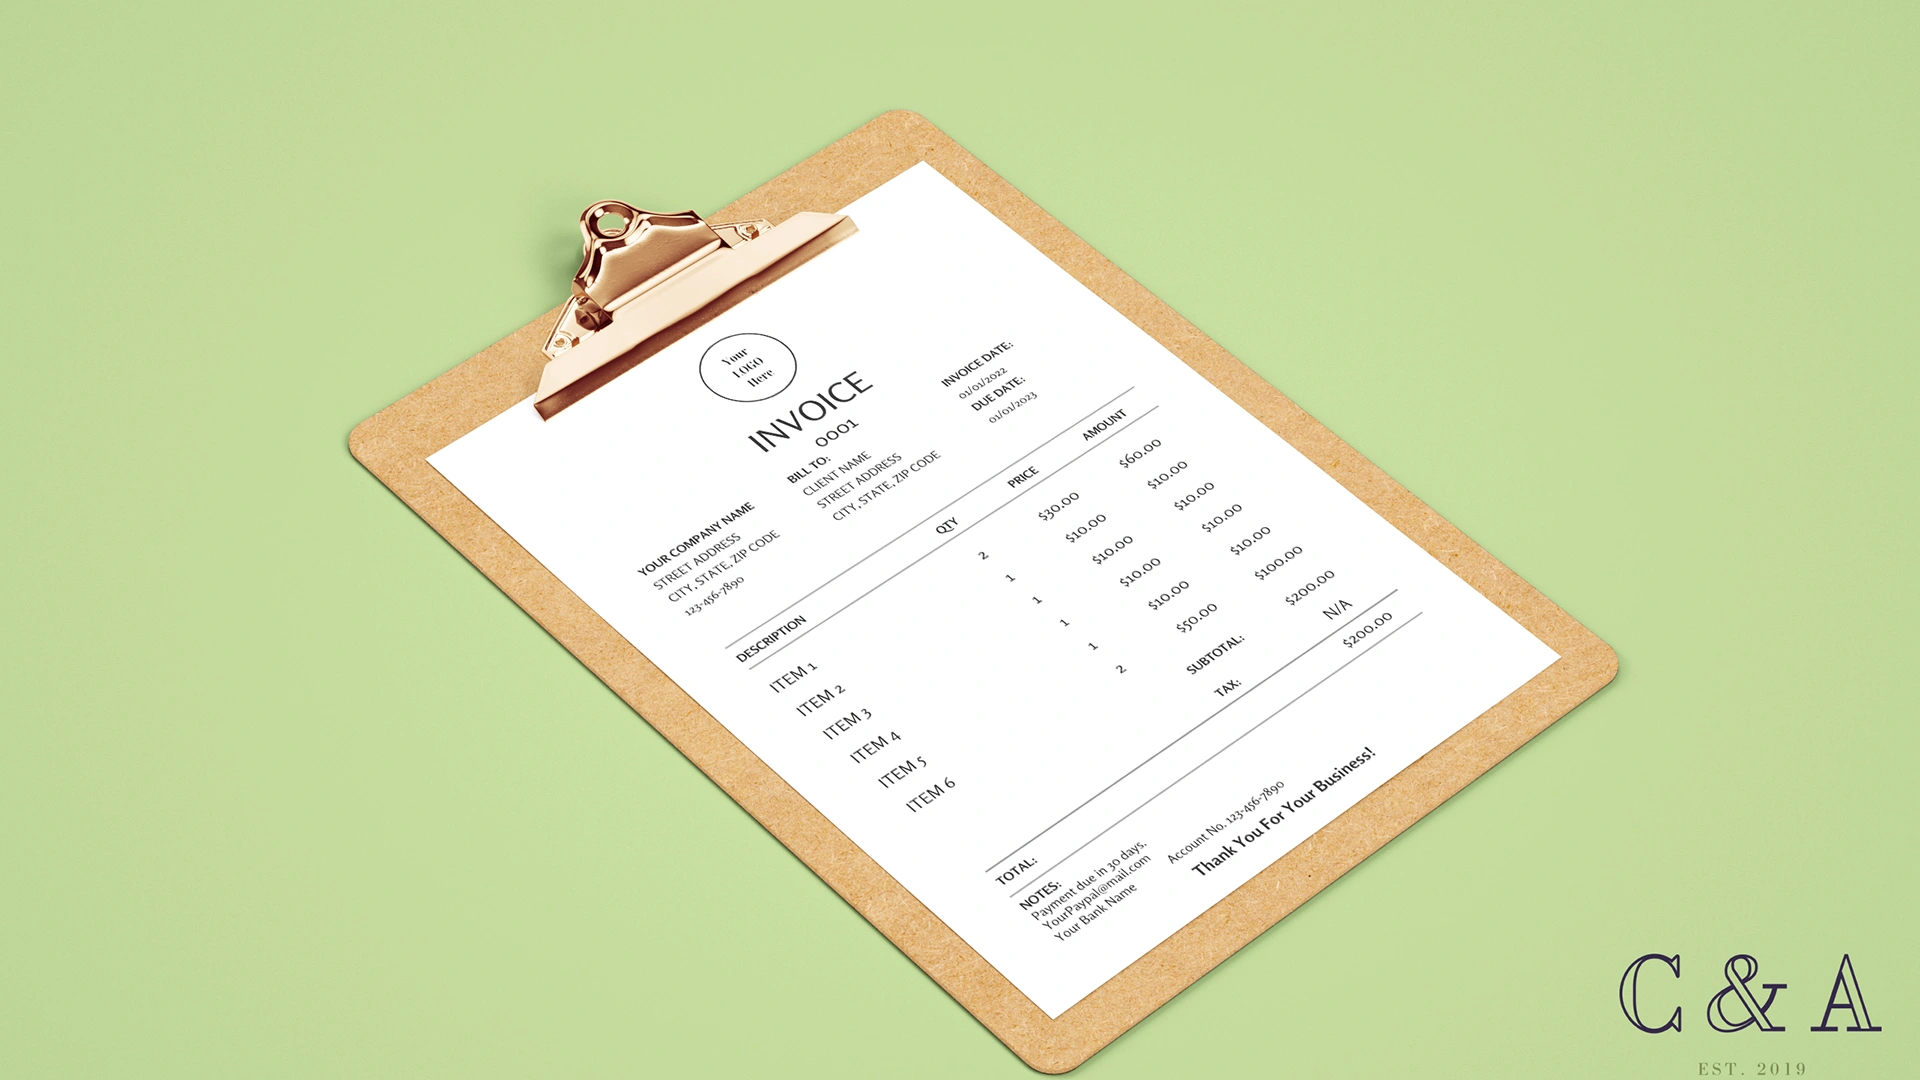 Your
LOGO
Here
INVOICE
0001
INVOICE DATE:
01/01/2022
DUE DATE:
01/01/2023
YOUR COMPANY NAME
STREET ADDRESS
CITY, STATE, ZIP CODE
123-456-7890
BILL TO:
CLIENT NAME
STREET ADDRESS
CITY, STATE, ZIP CODE
DESCRIPTION QTY PRICE AMOUNT
ITEM 1 2 $30.00 $60.00
ITEM 2 1 $10.00 $10.00
ITEM 3 1 $10.00 $10.00
ITEM 4 1 $10.00 $10.00
ITEM 5 1 $10.00 $10.00
ITEM 6 2 $50.00 $100.00
SUBTOTAL: $200.00
TAX: N/A
TOTAL: $200.00
NOTES:
Payment due in 30 days.
YourPaypal@mail.com
Your Bank Name
Account No. 123-456-7890
Thank You For Your Business!
C & A
EST. 2019